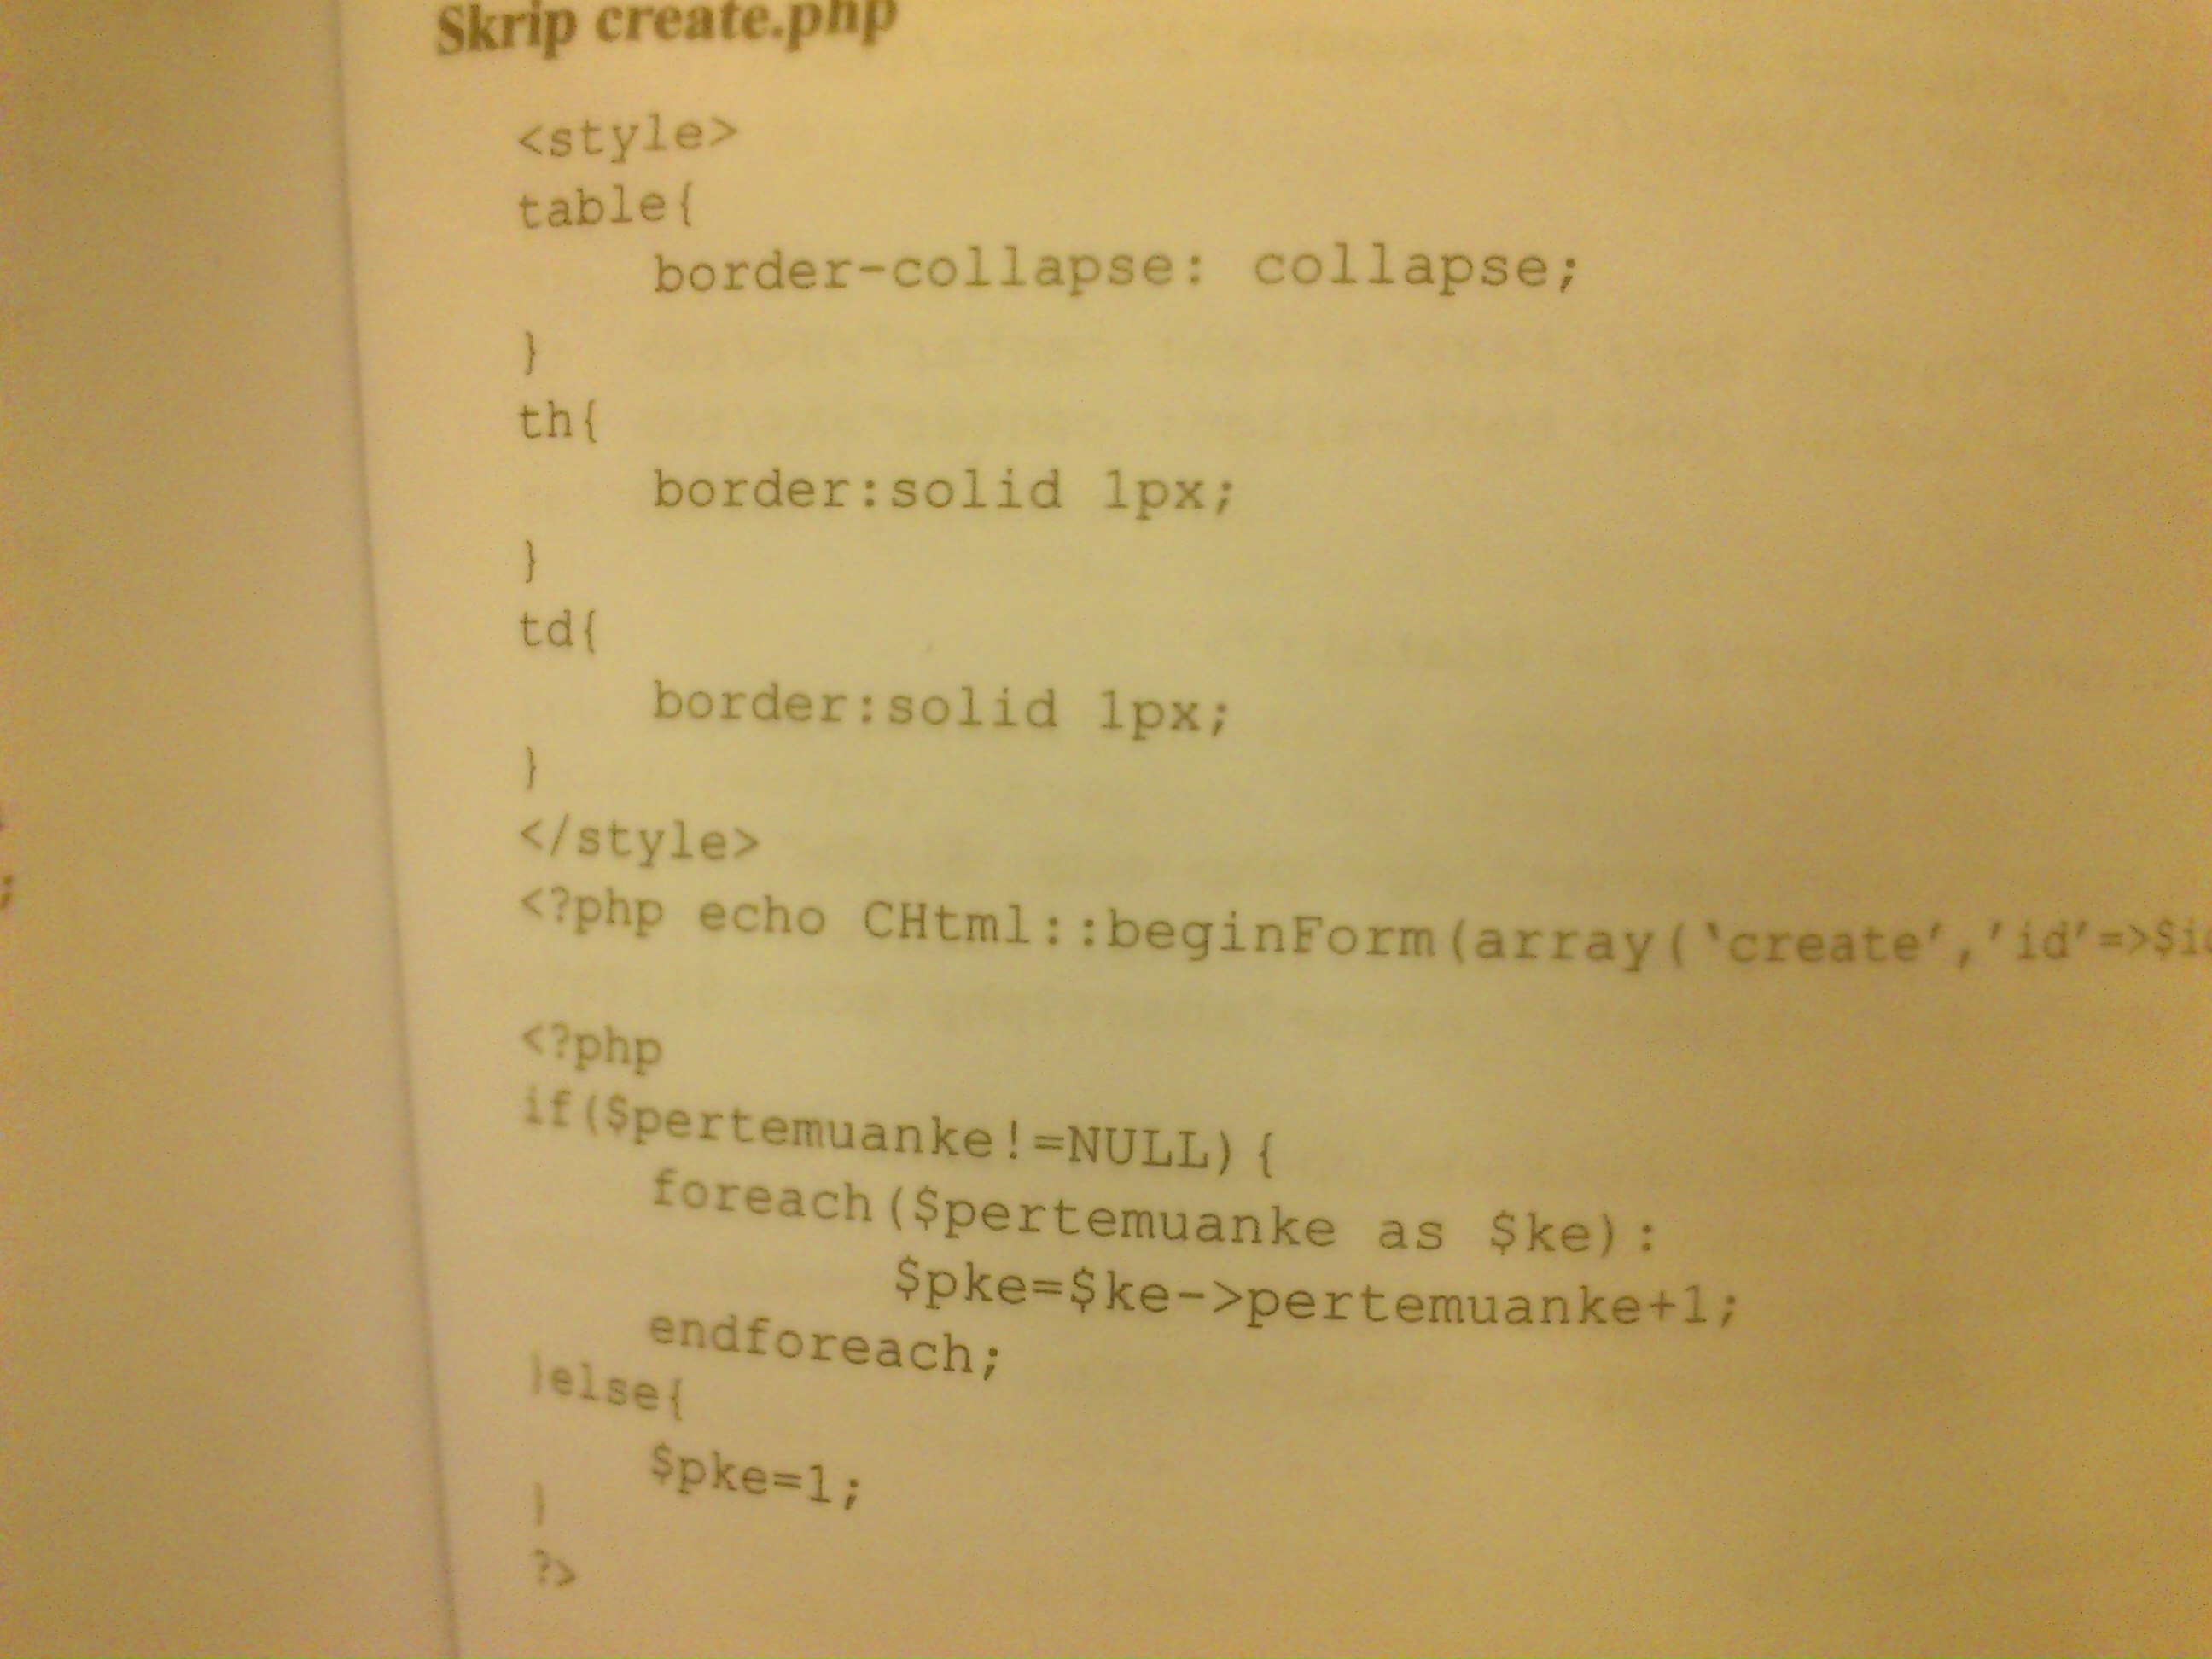 Skrip create.php
<style>
table{
border-collapse: collapse;
}
th{
border:solid 1px;
}
td{
border:solid 1px;
}
</style>
<?php echo CHtml::beginForm(array(‘create’,’id’=>$i
<?php
if($pertemuanke!=NULL){
foreach($pertemuanke as $ke):
$pke=$ke->pertemuanke+1;
endforeach;
}else{
$pke=1;
}
?>
;